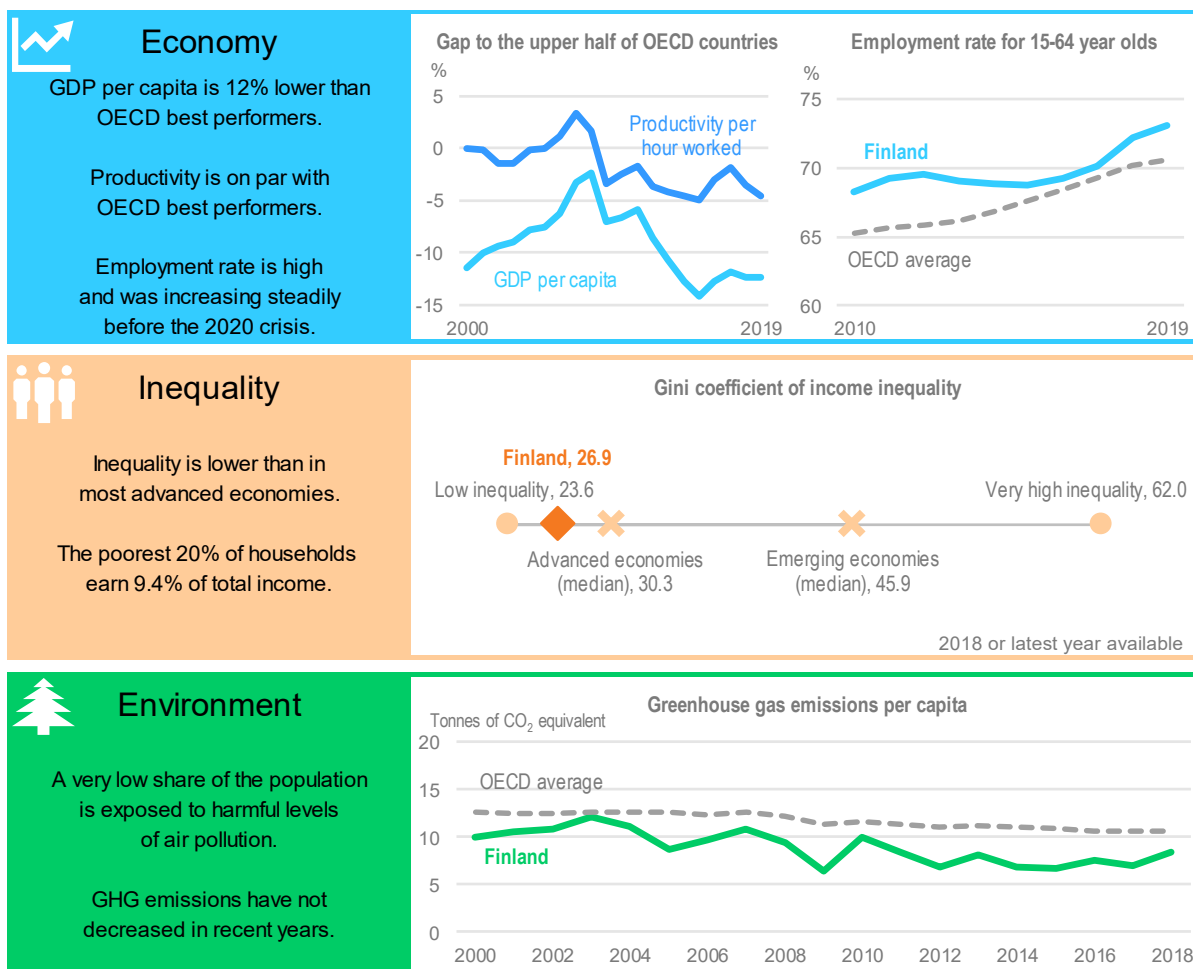 Economy
GDP per capita is 12% lower than
OECD best performers.
Productivity is on par with
OECD best performers.
Employment rate is high
and was increasing steadily
before the 2020 crisis.
Gap to the upper half of OECD countries
%
5
0
-5
-10
-15
Productivity per
hour worked
GDP per capita
2000
2019
Employment rate for 15-64 year olds
%
75
70
65
60
Finland
OECD average
2010
2019
Inequality
Inequality is lower than in
most advanced economies.
The poorest 20% of households
earn 9.4% of total income.
Gini coefficient of income inequality
Finland, 26.9
Low inequality, 23.6
Very high inequality, 62.0
Advanced economies
(median), 30.3
Emerging economies
(median), 45.9
2018 or latest year available
Environment
A very low share of the population
is exposed to harmful levels
of air pollution.
GHG emissions have not
decreased in recent years.
Greenhouse gas emissions per capita
Tonnes of CO₂ equivalent
20
15
10
5
0
OECD average
Finland
2000 2002 2004 2006 2008 2010 2012 2014 2016 2018